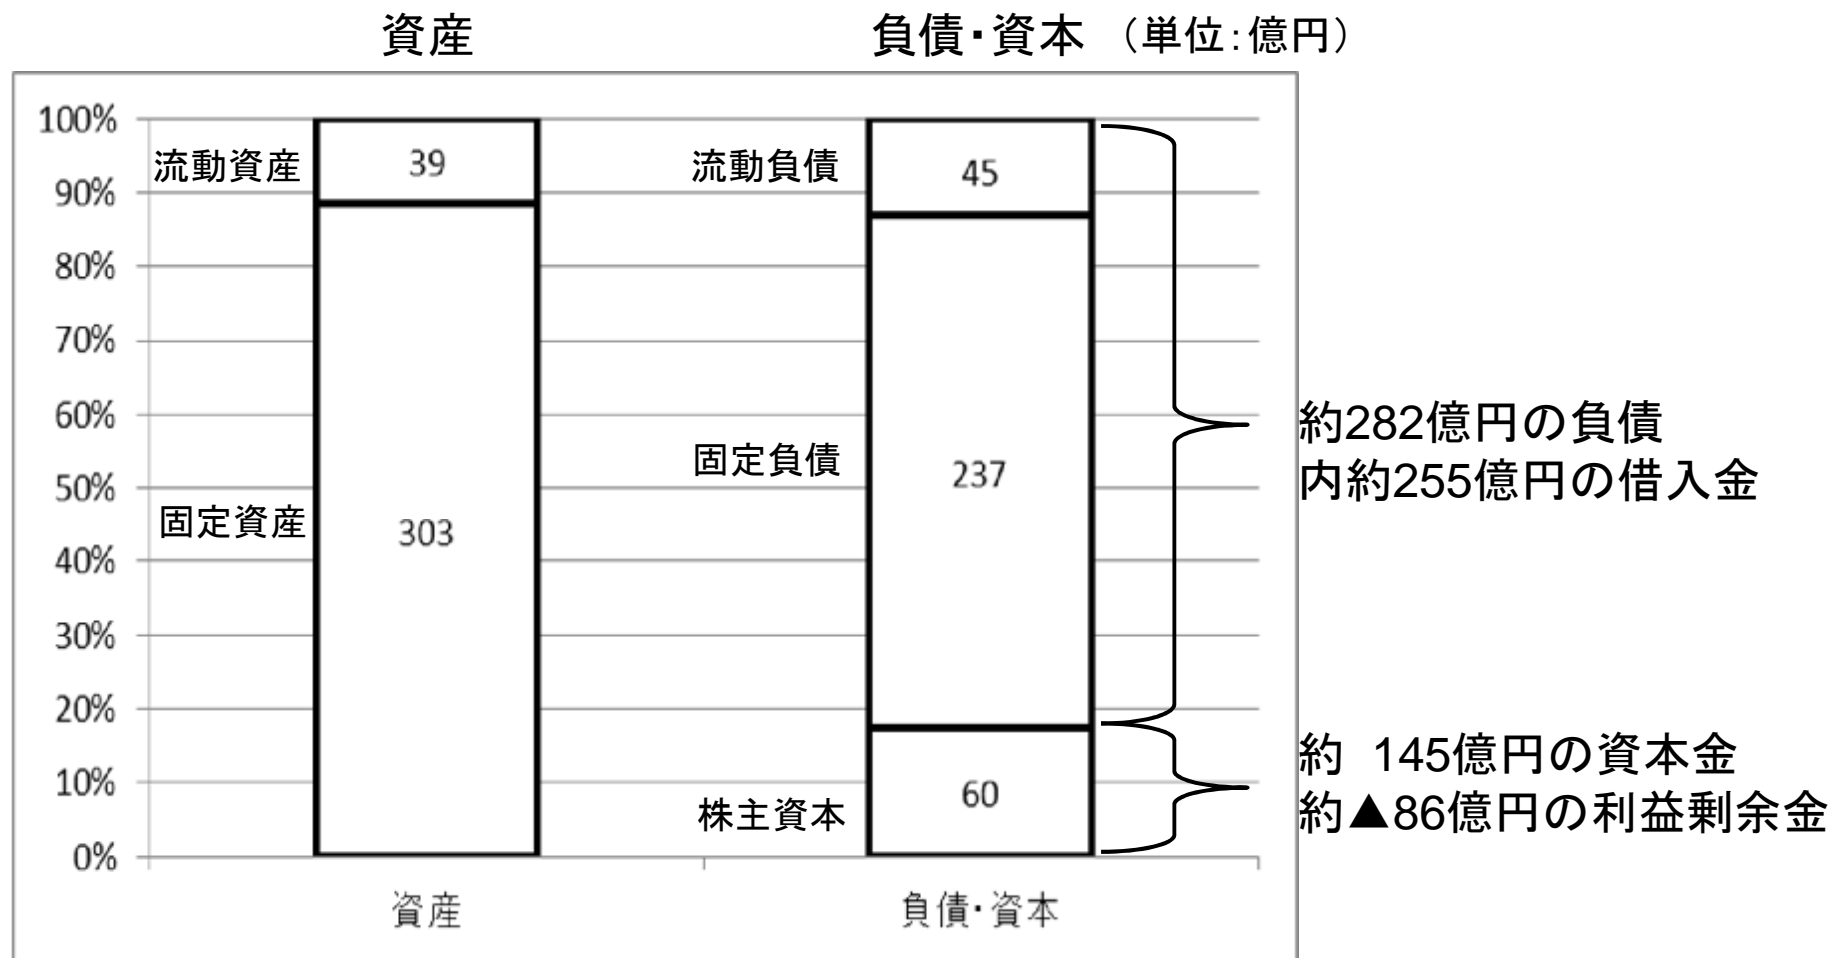 資産
負債・資本 （単位：億円）
100%
90%
80%
70%
60%
50%
40%
30%
20%
10%
0%
流動資産
39
固定資産
303
流動負債
45
固定負債
237
株主資本
60
約282億円の負債
内約255億円の借入金
約 145億円の資本金
約▲86億円の利益剰余金
資産
負債・資本